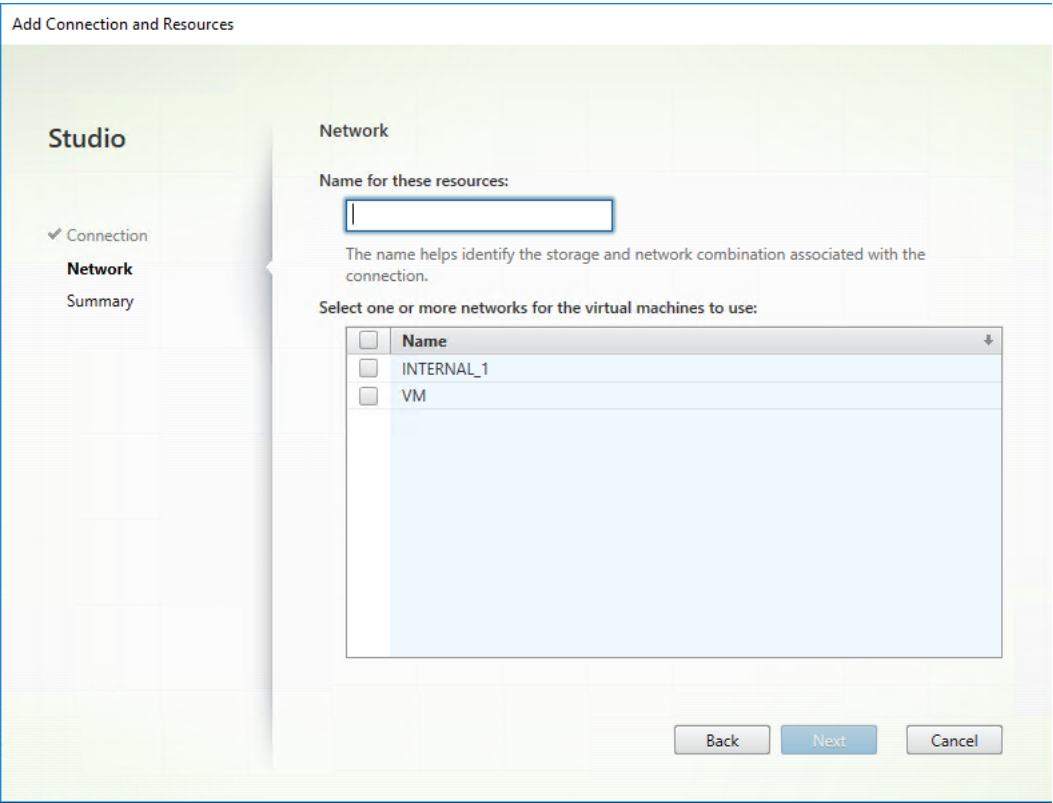 Add Connection and Resources
Studio
Connection
Network
Summary
Network
Name for these resources:
The name helps identify the storage and network combination associated with the
connection.
Select one or more networks for the virtual machines to use:
Name
INTERNAL_1
VM
Back
Next
Cancel